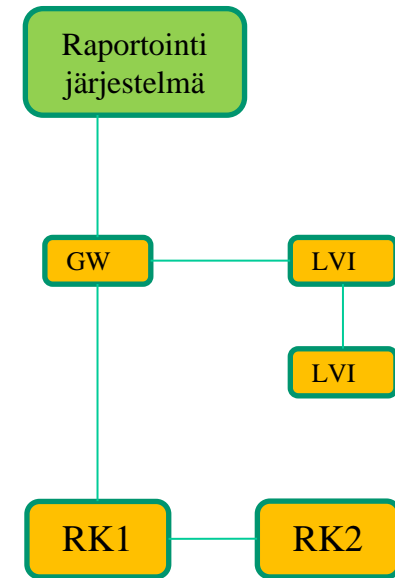 Raportointi
järjestelmä
GW
LVI
LVI
RK1
RK2